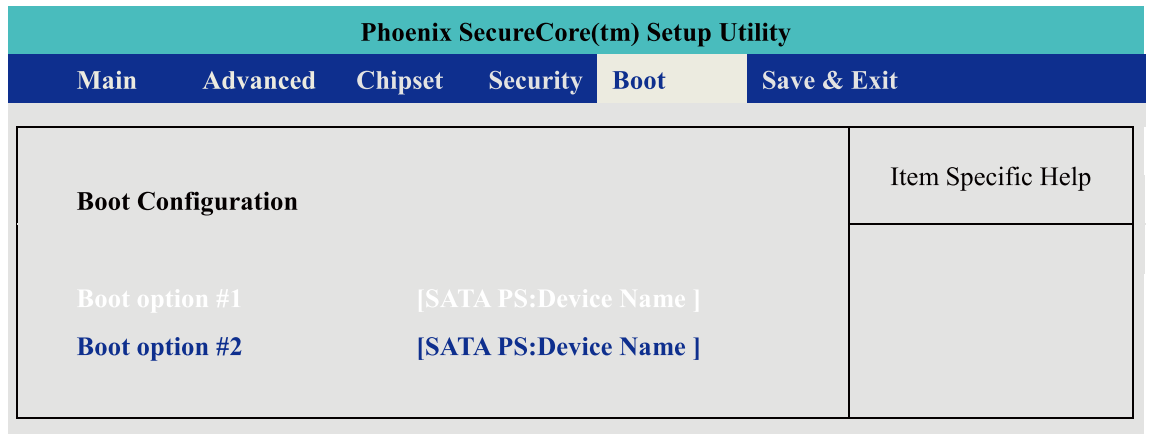 Phoenix SecureCore(tm) Setup Utility
Main Advanced Chipset Security Boot Save & Exit
Item Specific Help
Boot Configuration
Boot option #1 [SATA PS:Device Name ]
Boot option #2 [SATA PS:Device Name ]